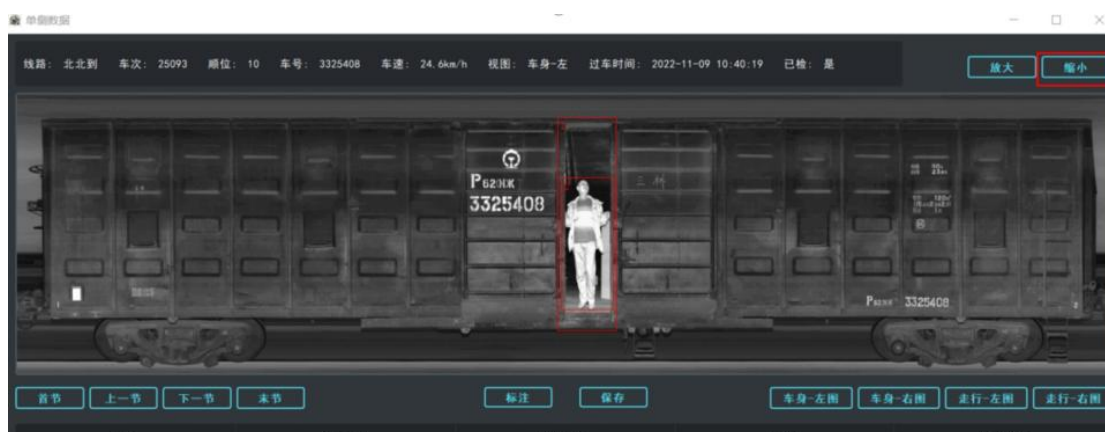 单侧数据
线路: 北北到 车次: 25093 顺位: 10 车号: 3325408 车速: 24.6km/h 视图: 车身-左 过车时间: 2022-11-09 10:40:19 已检: 是
放大 缩小
3325408
3325408
首节 上一节 下一节 末节 标注 保存 车身-左图 车身-右图 走行-左图 走行-右图